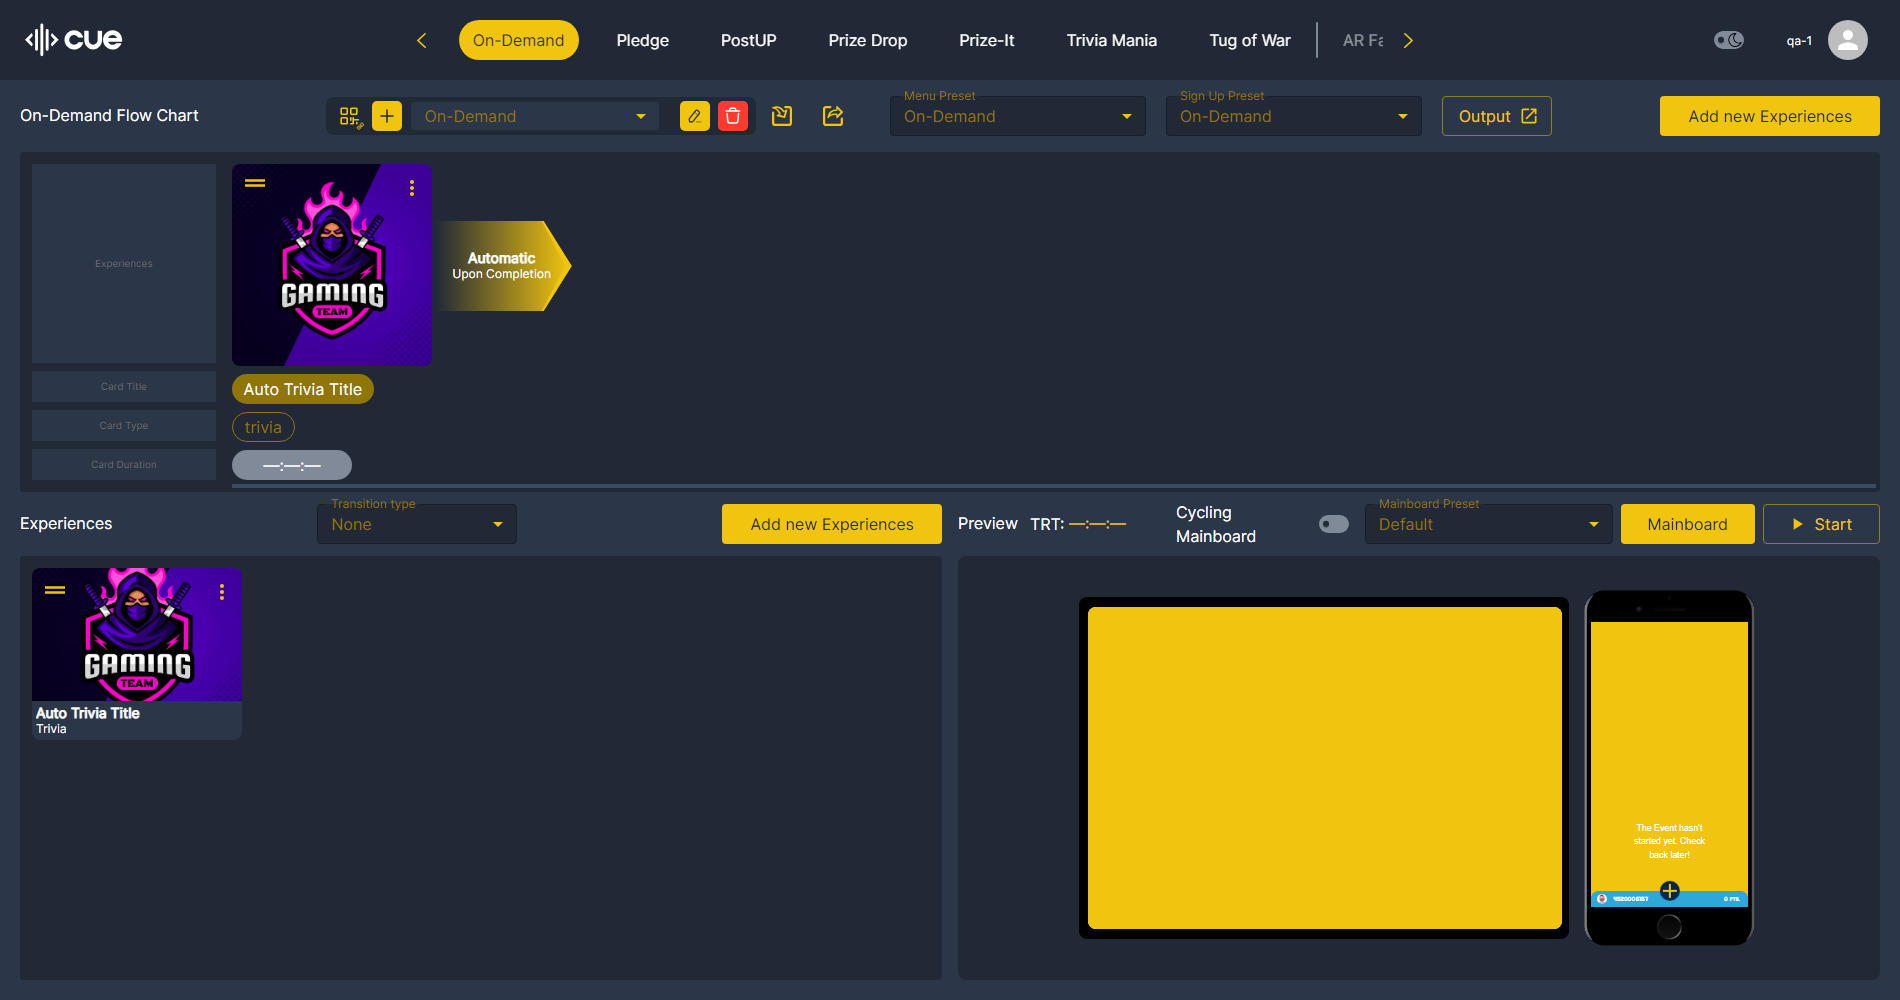 cue
On-Demand
Pledge
PostUP
Prize Drop
Prize-It
Trivia Mania
Tug of War
AR Fa
qa-1
On-Demand Flow Chart
On-Demand
Menu Preset
On-Demand
Sign Up Preset
On-Demand
Output
Add new Experiences
Experiences
GAMING
TEAM
Automatic
Upon Completion
Card Title
Auto Trivia Title
Card Type
trivia
Card Duration
—:—:—
Experiences
Transition type
None
Add new Experiences
Preview
TRT: —:—:—
Cycling
Mainboard
Mainboard Preset
Default
Mainboard
Start
GAMING
TEAM
Auto Trivia Title
Trivia
The Event hasn't
started yet. Check
back later!
0 PTS.